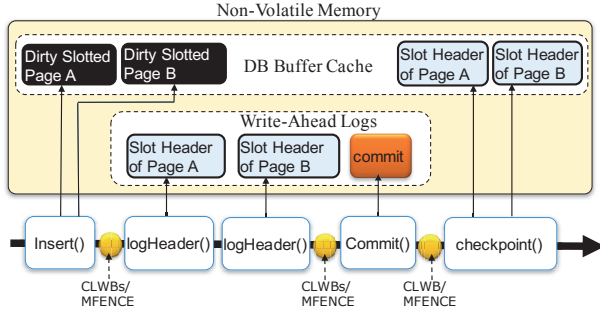 Non-Volatile Memory
Dirty Slotted
Page A
Dirty Slotted
Page B
DB Buffer Cache
Slot Header
of Page A
Slot Header
of Page B
Write-Ahead Logs
Slot Header
of Page A
Slot Header
of Page B
commit
Insert()
logHeader()
logHeader()
Commit()
checkpoint()
CLWBs/
MFENCE
CLWBs/
MFENCE
CLWB/
MFENCE